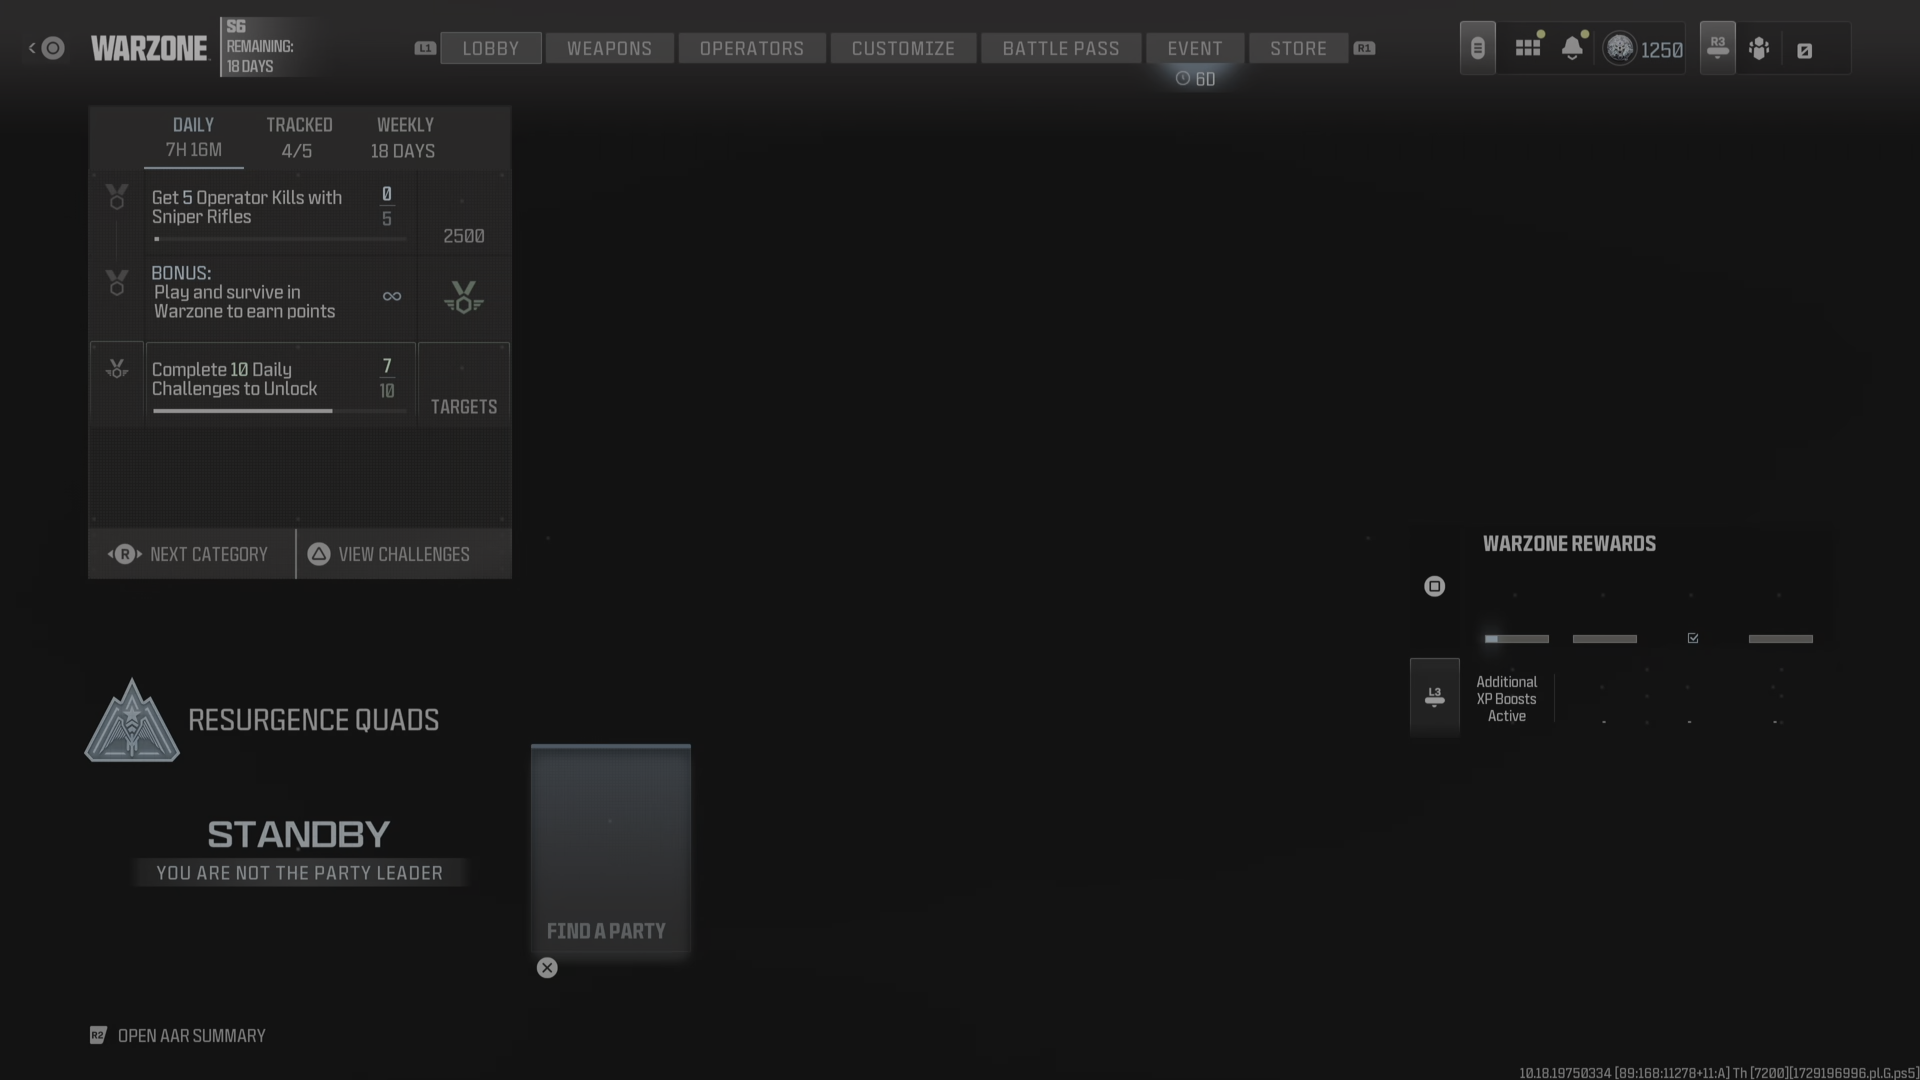 WARZONE
S6
REMAINING:
18 DAYS
L1
LOBBY
WEAPONS
OPERATORS
CUSTOMIZE
BATTLE PASS
EVENT
STORE
R1
6D
1250
R3
0
DAILY
7H 16M
TRACKED
4/5
WEEKLY
18 DAYS
Get 5 Operator Kills with
Sniper Rifles
0
5
2500
BONUS:
Play and survive in
Warzone to earn points
∞
Complete 10 Daily
Challenges to Unlock
7
10
TARGETS
R NEXT CATEGORY
VIEW CHALLENGES
WARZONE REWARDS
L3
Additional
XP Boosts
Active
RESURGENCE QUADS
STANDBY
YOU ARE NOT THE PARTY LEADER
FIND A PARTY
R2 OPEN AAR SUMMARY
10.18.19750334 [89:168:11278+11:A] Th [7200][1729196996.pl.G.ps5]